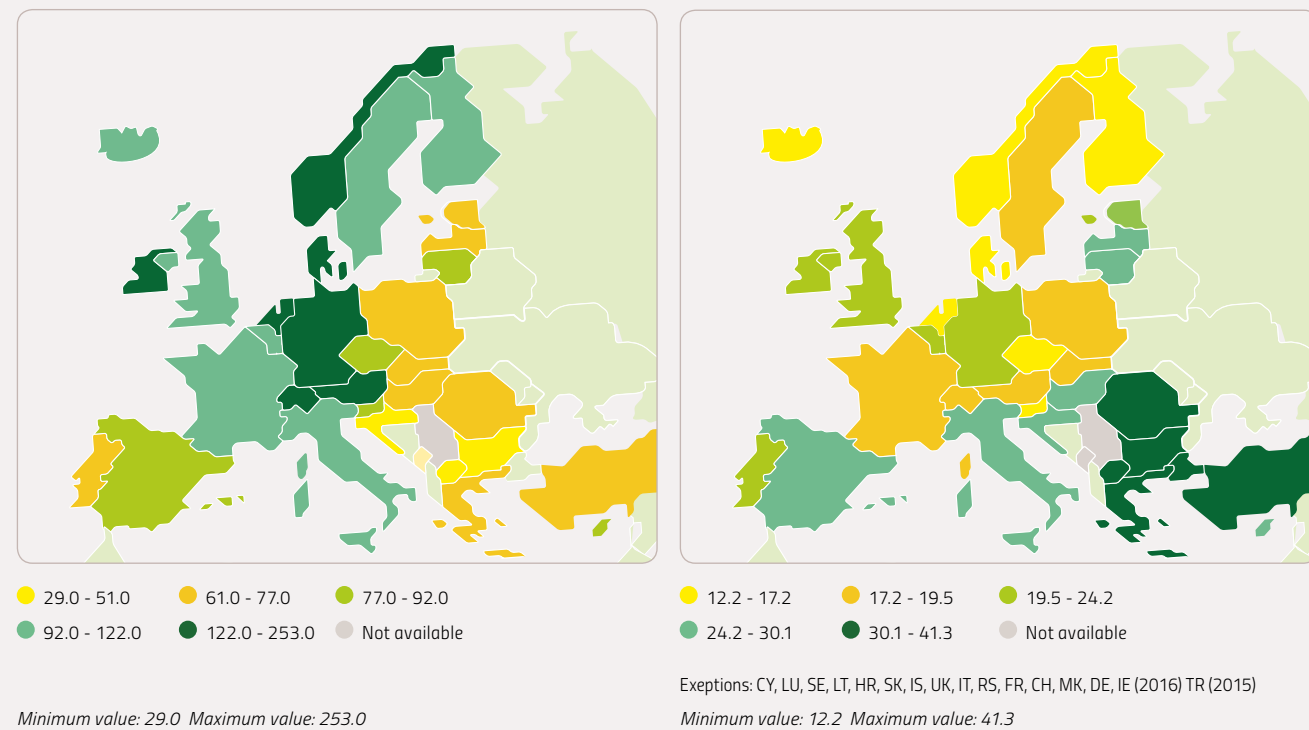 29.0 - 51.0
61.0 - 77.0
77.0 - 92.0
92.0 - 122.0
122.0 - 253.0
Not available
Minimum value: 29.0 Maximum value: 253.0
12.2 - 17.2
17.2 - 19.5
19.5 - 24.2
24.2 - 30.1
30.1 - 41.3
Not available
Exeptions: CY, LU, SE, LT, HR, SK, IS, UK, IT, RS, FR, CH, MK, DE, IE (2016) TR (2015)
Minimum value: 12.2 Maximum value: 41.3